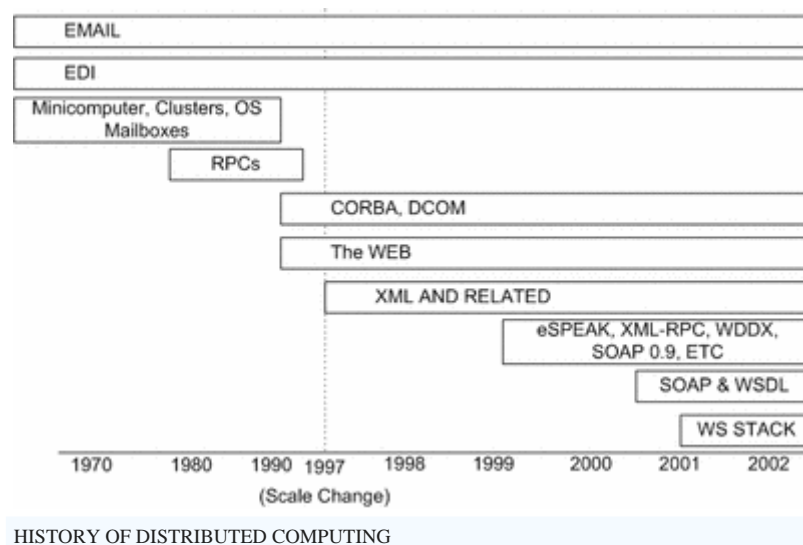 EMAIL
EDI
Minicomputer, Clusters, OS
Mailboxes
RPCs
CORBA, DCOM
The WEB
XML AND RELATED
eSPEAK, XML-RPC, WDDX,
SOAP 0.9, ETC
SOAP & WSDL
WS STACK
1970 1980 1990 1997 1998 1999 2000 2001 2002
(Scale Change)
HISTORY OF DISTRIBUTED COMPUTING